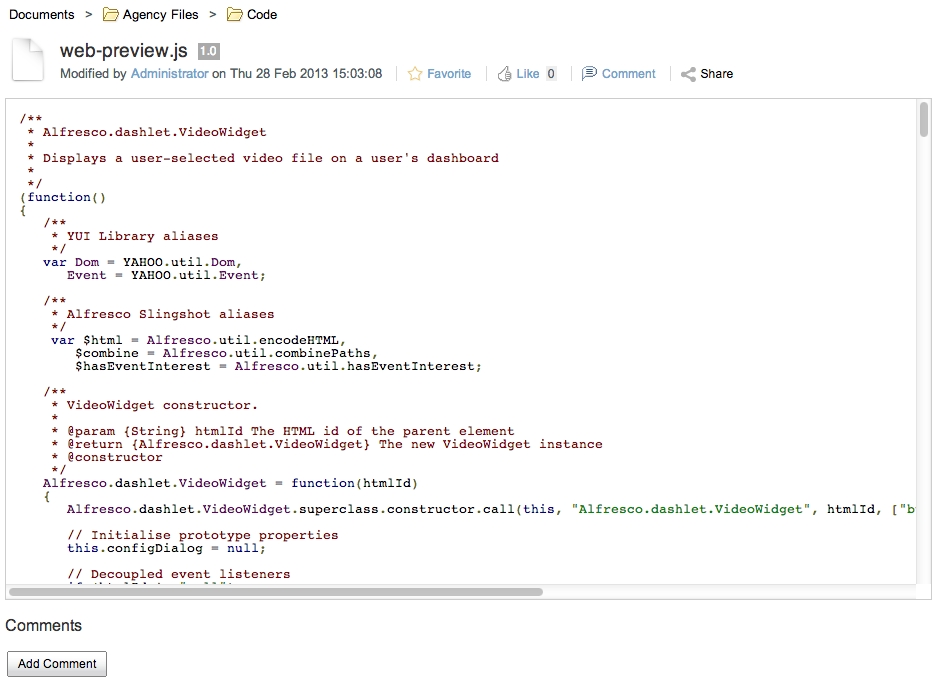 Documents > Agency Files > Code
web-preview.js 1.0
Modified by Administrator on Thu 28 Feb 2013 15:03:08 Favorite Like 0 Comment Share
/**
 * Alfresco.dashlet.VideoWidget
 *
 * Displays a user-selected video file on a user's dashboard
 *
 */
(function()
{
   /**
    * YUI Library aliases
    */
   var Dom = YAHOO.util.Dom,
      Event = YAHOO.util.Event;

   /**
    * Alfresco Slingshot aliases
    */
    var $html = Alfresco.util.encodeHTML,
       $combine = Alfresco.util.combinePaths,
       $hasEventInterest = Alfresco.util.hasEventInterest;

   /**
    * VideoWidget constructor.
    *
    * @param {String} htmlId The HTML id of the parent element
    * @return {Alfresco.dashlet.VideoWidget} The new VideoWidget instance
    * @constructor
    */
   Alfresco.dashlet.VideoWidget = function(htmlId)
   {
      Alfresco.dashlet.VideoWidget.superclass.constructor.call(this, "Alfresco.dashlet.VideoWidget", htmlId, ["b

      // Initialise prototype properties
      this.configDialog = null;

      // Decoupled event listeners
Comments
Add Comment